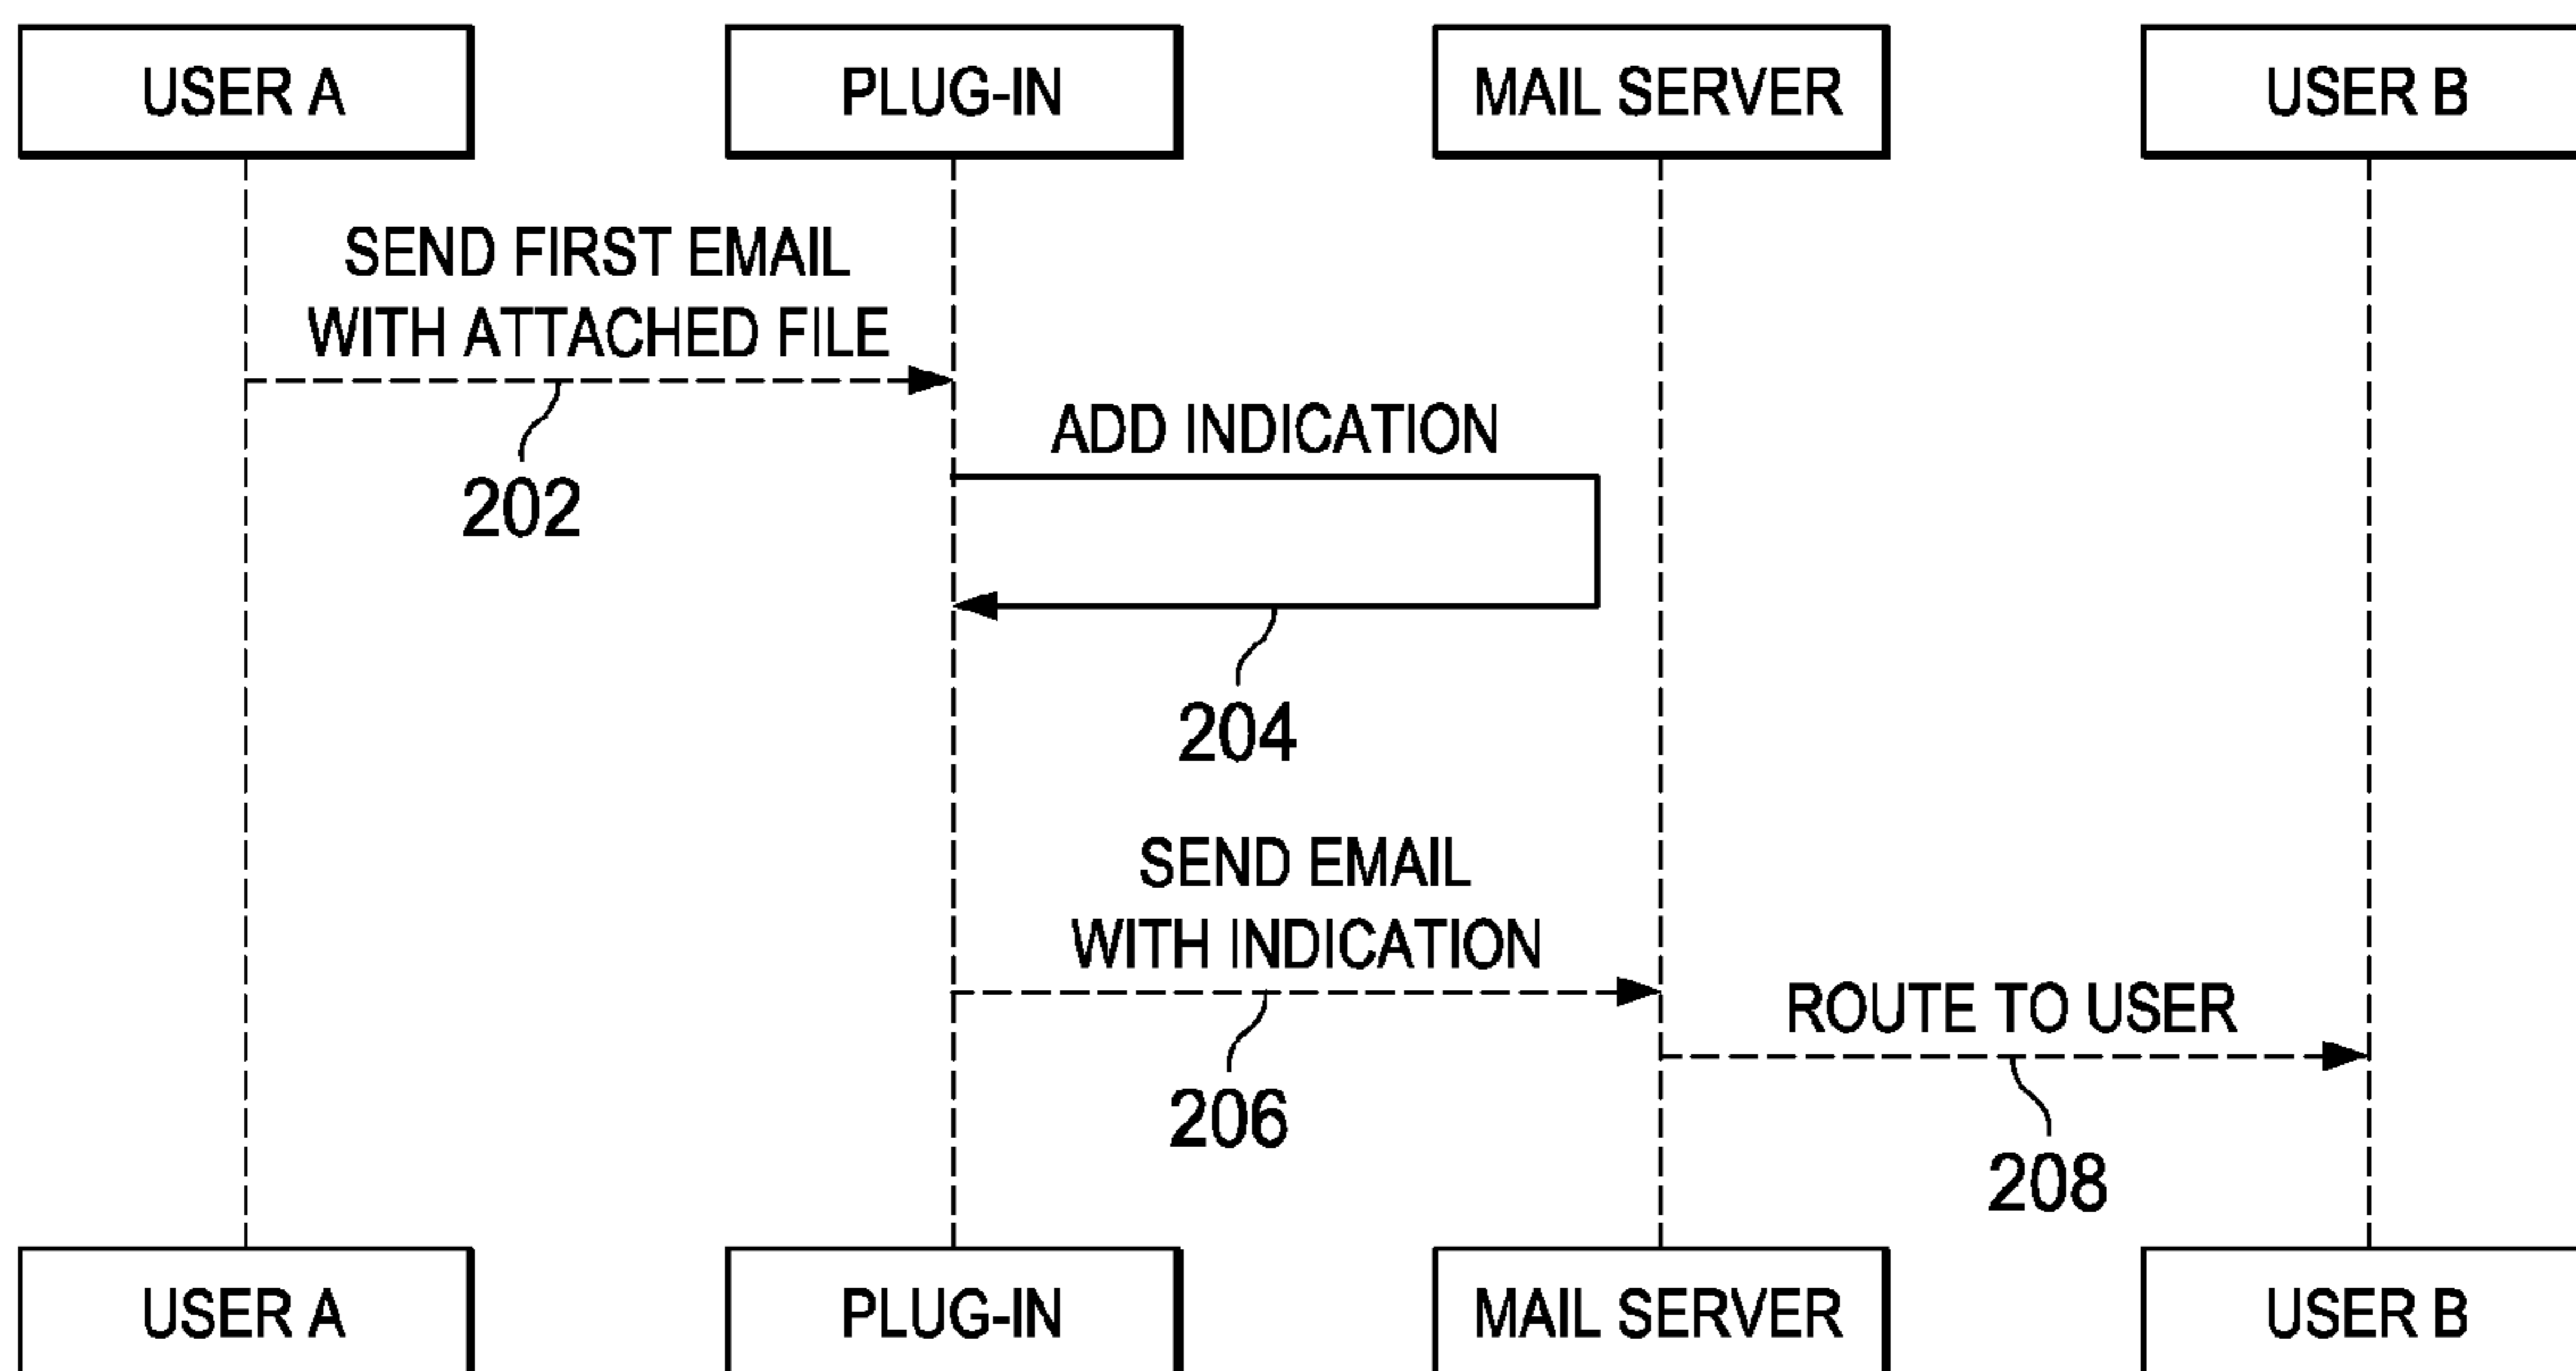 USER A
PLUG-IN
MAIL SERVER
USER B
SEND FIRST EMAIL
WITH ATTACHED FILE
202
ADD INDICATION
204
SEND EMAIL
WITH INDICATION
206
ROUTE TO USER
208
USER A
PLUG-IN
MAIL SERVER
USER B